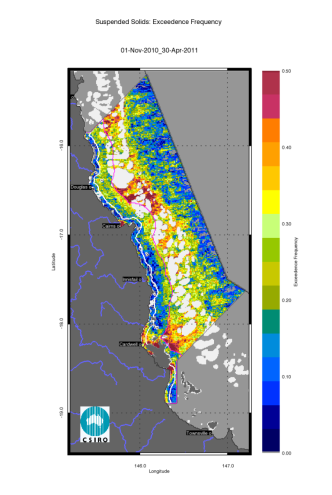 Suspended Solids: Exceedence Frequency
01-Nov-2010_30-Apr-2011
0.50
0.40
0.30
0.20
0.10
0.00
Exceedence Frequency
Latitude
-16.0
-17.0
-18.0
-19.0
Cairns
Cardwell
Townsville
CSIRO
146.0
147.0
Longitude